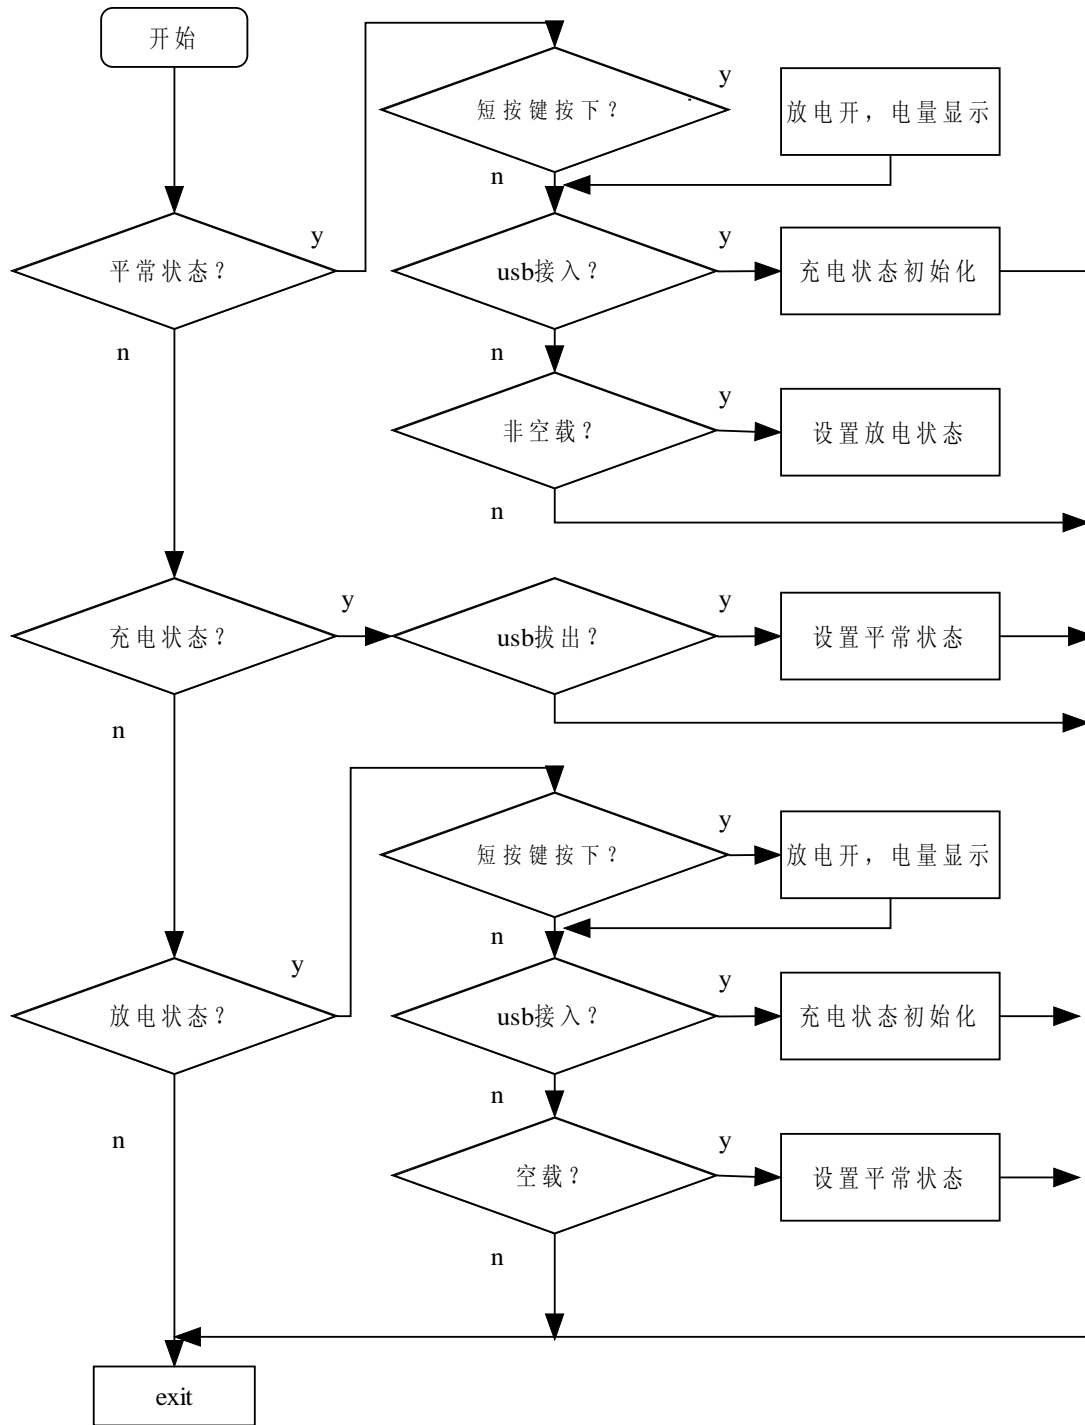 开始
y
短按键按下？
放电开，电量显示
n
y
平常状态？
y
usb接入？
充电状态初始化
n
n
y
非空载？
设置放电状态
n
y
y
充电状态？
usb拔出？
设置平常状态
n
y
短按键按下？
放电开，电量显示
n
y
y
放电状态？
usb接入？
充电状态初始化
n
n
y
空载？
设置平常状态
n
exit